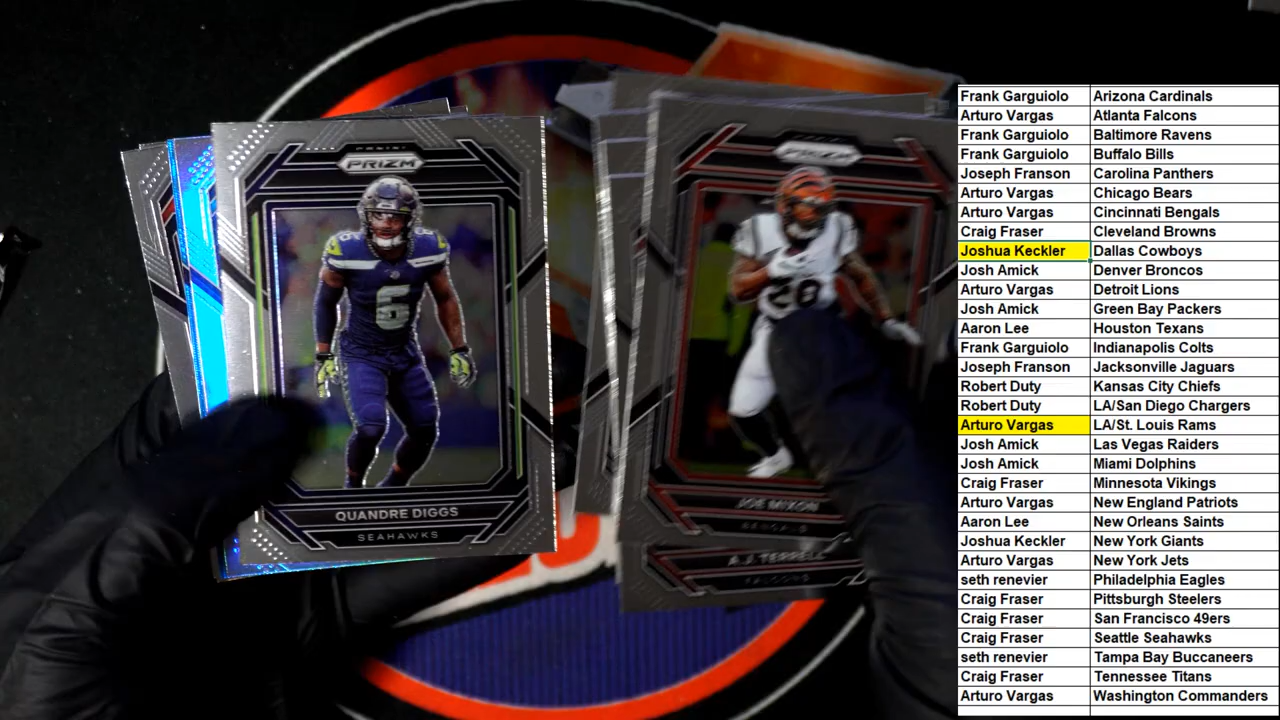 PANINI
PRIZM
6
QUANDRE DIGGS
SEAHAWKS
PRIZM
28
JOE MIXON
BENGALS
A.J. TERRELL
FALCONS
Frank Garguiolo Arizona Cardinals
Arturo Vargas Atlanta Falcons
Frank Garguiolo Baltimore Ravens
Frank Garguiolo Buffalo Bills
Joseph Franson Carolina Panthers
Arturo Vargas Chicago Bears
Arturo Vargas Cincinnati Bengals
Craig Fraser Cleveland Browns
Joshua Keckler Dallas Cowboys
Josh Amick Denver Broncos
Arturo Vargas Detroit Lions
Josh Amick Green Bay Packers
Aaron Lee Houston Texans
Frank Garguiolo Indianapolis Colts
Joseph Franson Jacksonville Jaguars
Robert Duty Kansas City Chiefs
Robert Duty LA/San Diego Chargers
Arturo Vargas LA/St. Louis Rams
Josh Amick Las Vegas Raiders
Josh Amick Miami Dolphins
Craig Fraser Minnesota Vikings
Arturo Vargas New England Patriots
Aaron Lee New Orleans Saints
Joshua Keckler New York Giants
Arturo Vargas New York Jets
seth renevier Philadelphia Eagles
Craig Fraser Pittsburgh Steelers
Craig Fraser San Francisco 49ers
Craig Fraser Seattle Seahawks
seth renevier Tampa Bay Buccaneers
Craig Fraser Tennessee Titans
Arturo Vargas Washington Commanders